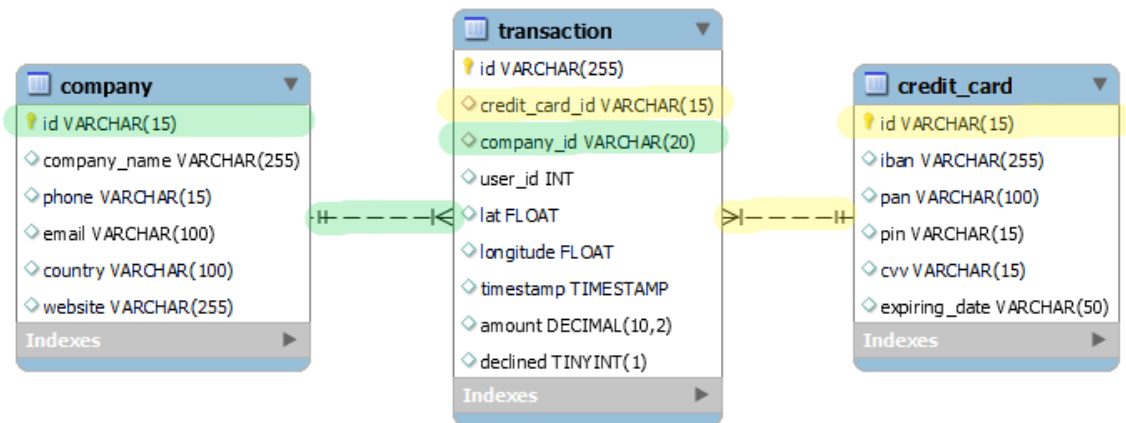 company
id VARCHAR(15)
company_name VARCHAR(255)
phone VARCHAR(15)
email VARCHAR(100)
country VARCHAR(100)
website VARCHAR(255)
Indexes
transaction
id VARCHAR(255)
credit_card_id VARCHAR(15)
company_id VARCHAR(20)
user_id INT
lat FLOAT
longitude FLOAT
timestamp TIMESTAMP
amount DECIMAL(10,2)
declined TINYINT(1)
Indexes
credit_card
id VARCHAR(15)
iban VARCHAR(255)
pan VARCHAR(100)
pin VARCHAR(15)
cvv VARCHAR(15)
expiring_date VARCHAR(50)
Indexes